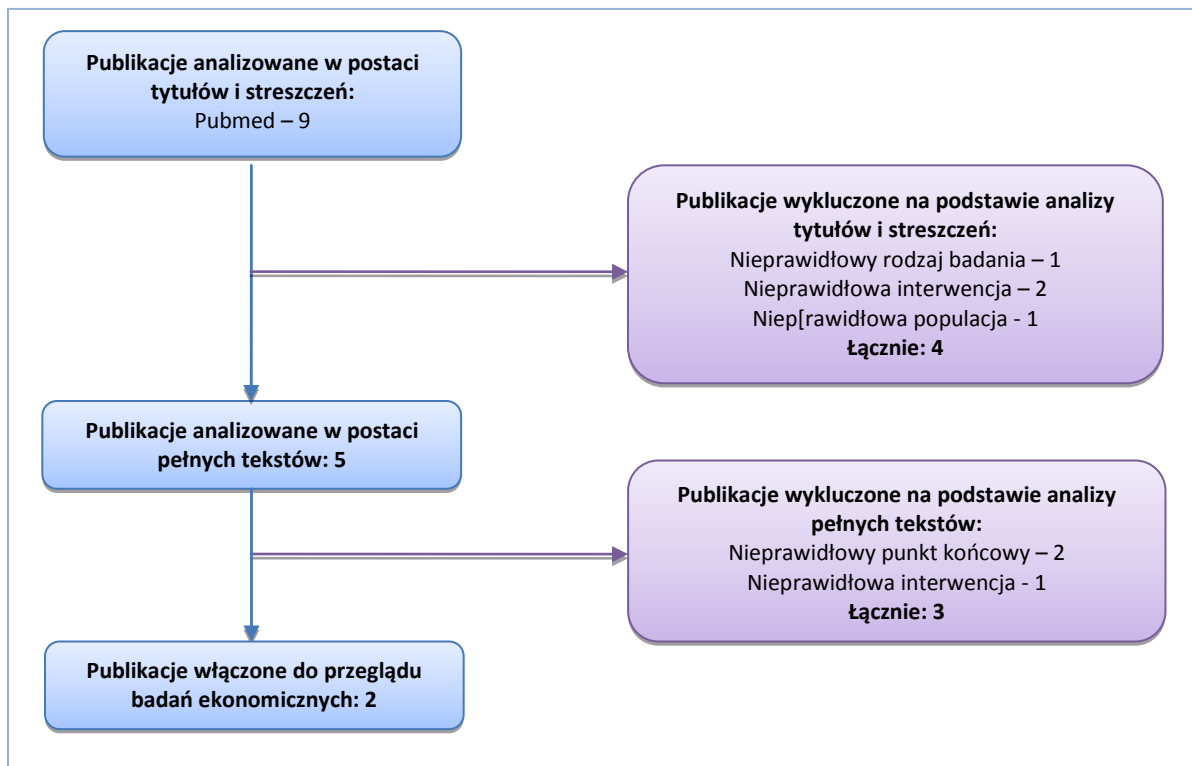 Publikacje analizowane w postaci
tytułów i streszczeń:
Pubmed – 9
Publikacje wykluczone na podstawie analizy
tytułów i streszczeń:
Nieprawidłowy rodzaj badania – 1
Nieprawidłowa interwencja – 2
Niep[rawidłowa populacja - 1
Łącznie: 4
Publikacje analizowane w postaci
pełnych tekstów: 5
Publikacje wykluczone na podstawie analizy
pełnych tekstów:
Nieprawidłowy punkt końcowy – 2
Nieprawidłowa interwencja - 1
Łącznie: 3
Publikacje włączone do przeglądu
badań ekonomicznych: 2